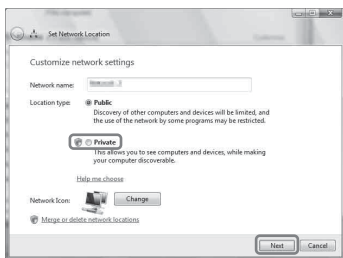 Set Network Location
Customize network settings
Network name:
Location type:
Public
Discovery of other computers and devices will be limited, and
the use of the network by some programs may be restricted.
Private
This allows you to see computers and devices, while making
your computer discoverable.
Help me choose
Network Icon:
Change
Merge or delete network locations
Next
Cancel